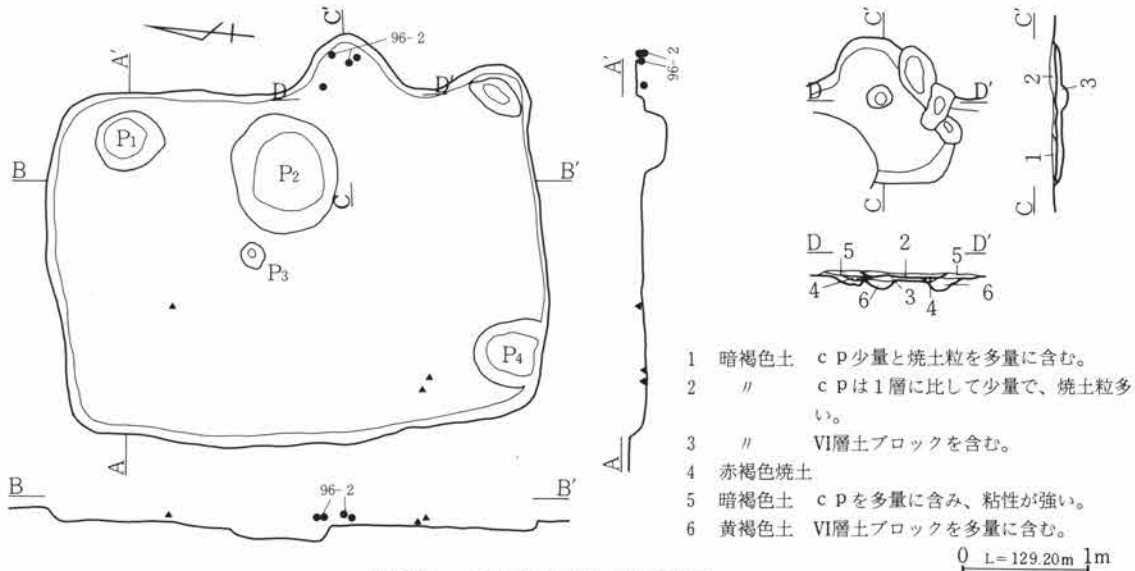 C'
96-2
A'
D
D'
P1
P2
B
B'
C
P3
P4
A
B
96-2
B'
A'
96-2
A
C'
D
D'
C
C'
2
3
1
C
D
5
2
D'
5
4
6
3
4
6
1 暗褐色土 cp少量と焼土粒を多量に含む。
2 〃 cpは1層に比して少量で、焼土粒多
い。
3 〃 VI層土ブロックを含む。
4 赤褐色焼土
5 暗褐色土 cpを多量に含み、粘性が強い。
6 黄褐色土 VI層土ブロックを多量に含む。
0 L=129.20m 1m